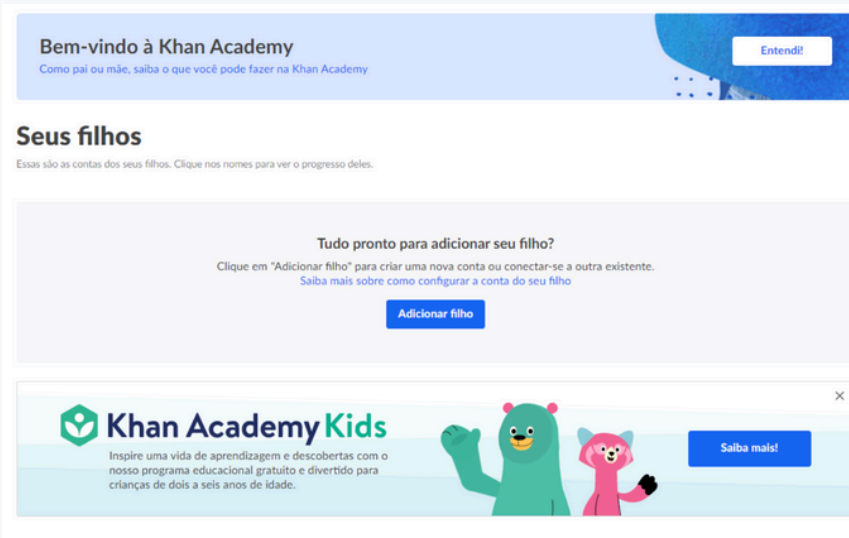 Bem-vindo à Khan Academy
Como pai ou mãe, saiba o que você pode fazer na Khan Academy
Entendi!
Seus filhos
Essas são as contas dos seus filhos. Clique nos nomes para ver o progresso deles.
Tudo pronto para adicionar seu filho?
Clique em "Adicionar filho" para criar uma nova conta ou conectar-se a outra existente.
Saiba mais sobre como configurar a conta do seu filho
Adicionar filho
Khan Academy Kids
Inspire uma vida de aprendizagem e descobertas com o
nosso programa educacional gratuito e divertido para
crianças de dois a seis anos de idade.
Saiba mais!